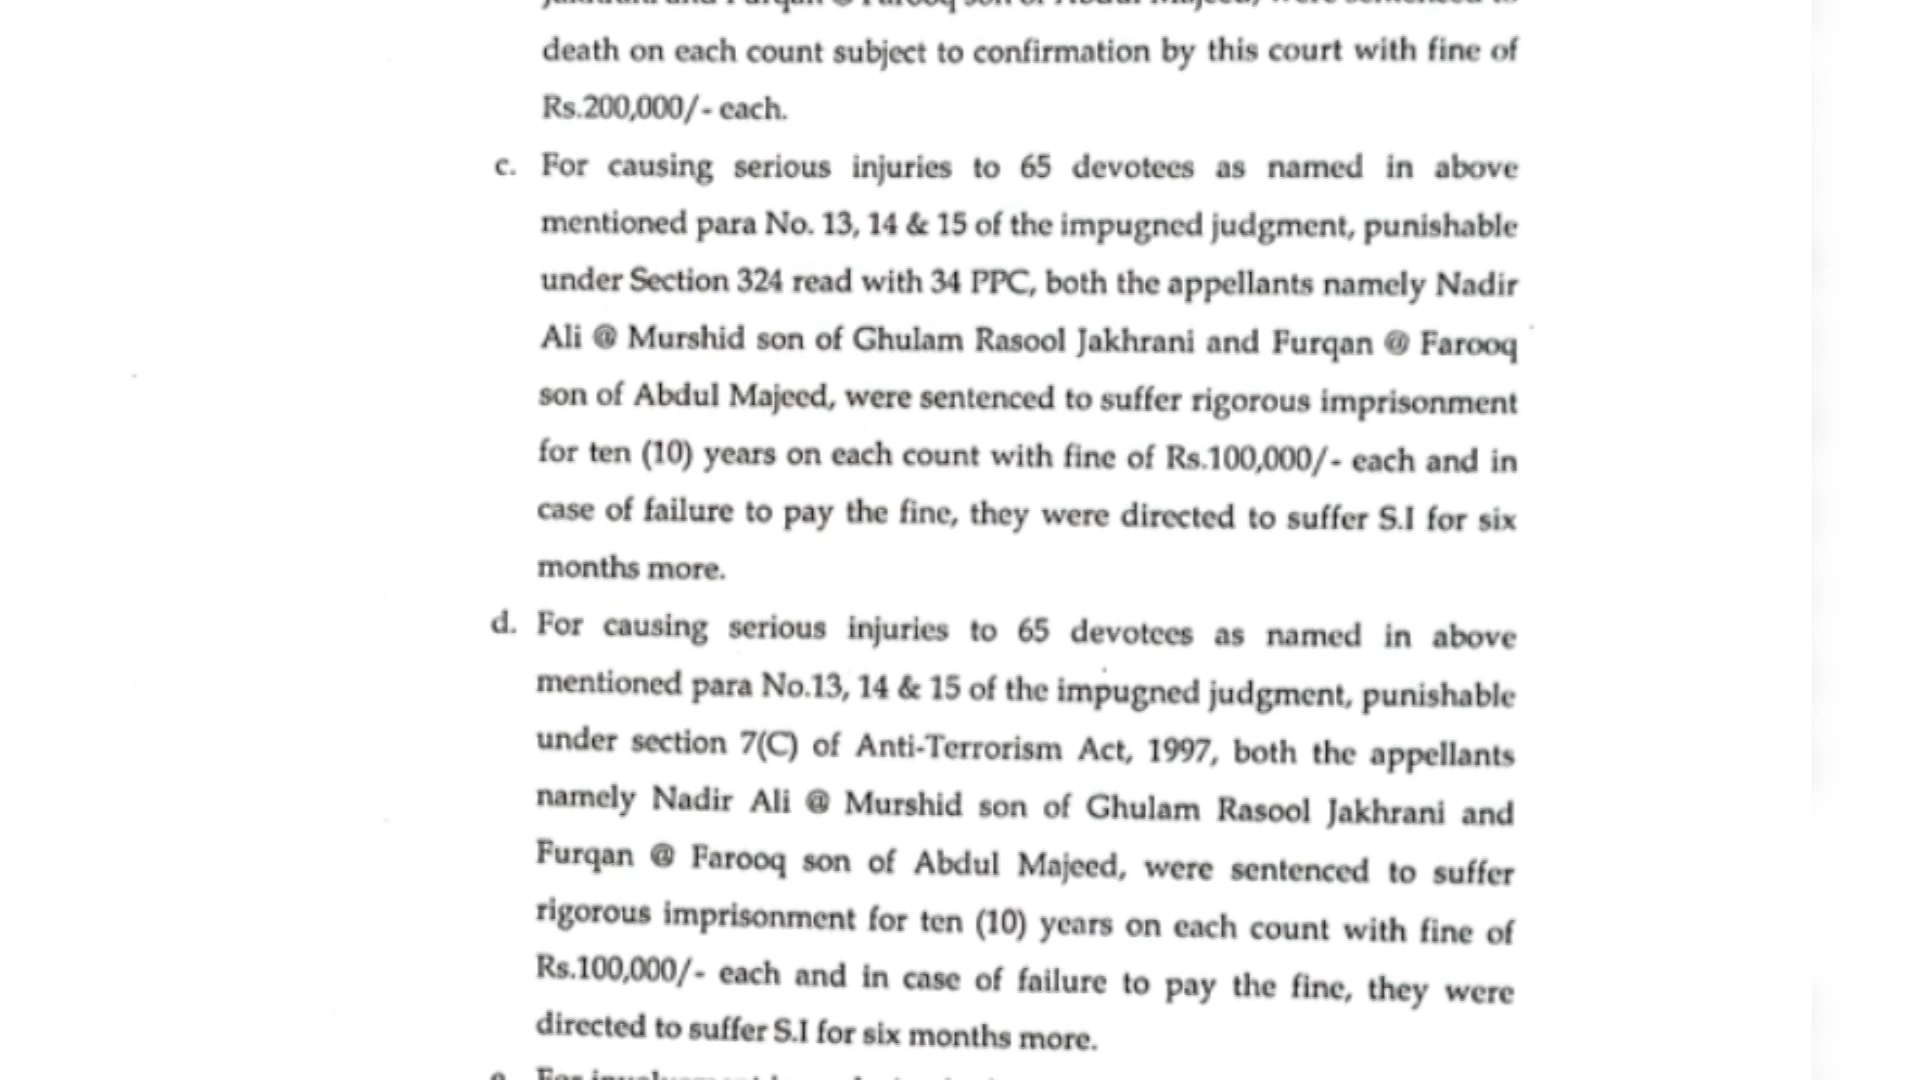 death on each count subject to confirmation by this court with fine of
Rs.200,000/- each.
c. For causing serious injuries to 65 devotees as named in above
mentioned para No. 13, 14 & 15 of the impugned judgment, punishable
under Section 324 read with 34 PPC, both the appellants namely Nadir
Ali @ Murshid son of Ghulam Rasool Jakhrani and Furqan @ Farooq
son of Abdul Majeed, were sentenced to suffer rigorous imprisonment
for ten (10) years on each count with fine of Rs.100,000/- each and in
case of failure to pay the fine, they were directed to suffer S.I for six
months more.
d. For causing serious injuries to 65 devotees as named in above
mentioned para No.13, 14 & 15 of the impugned judgment, punishable
under section 7(C) of Anti-Terrorism Act, 1997, both the appellants
namely Nadir Ali @ Murshid son of Ghulam Rasool Jakhrani and
Furqan @ Farooq son of Abdul Majeed, were sentenced to suffer
rigorous imprisonment for ten (10) years on each count with fine of
Rs.100,000/- each and in case of failure to pay the fine, they were
directed to suffer S.I for six months more.